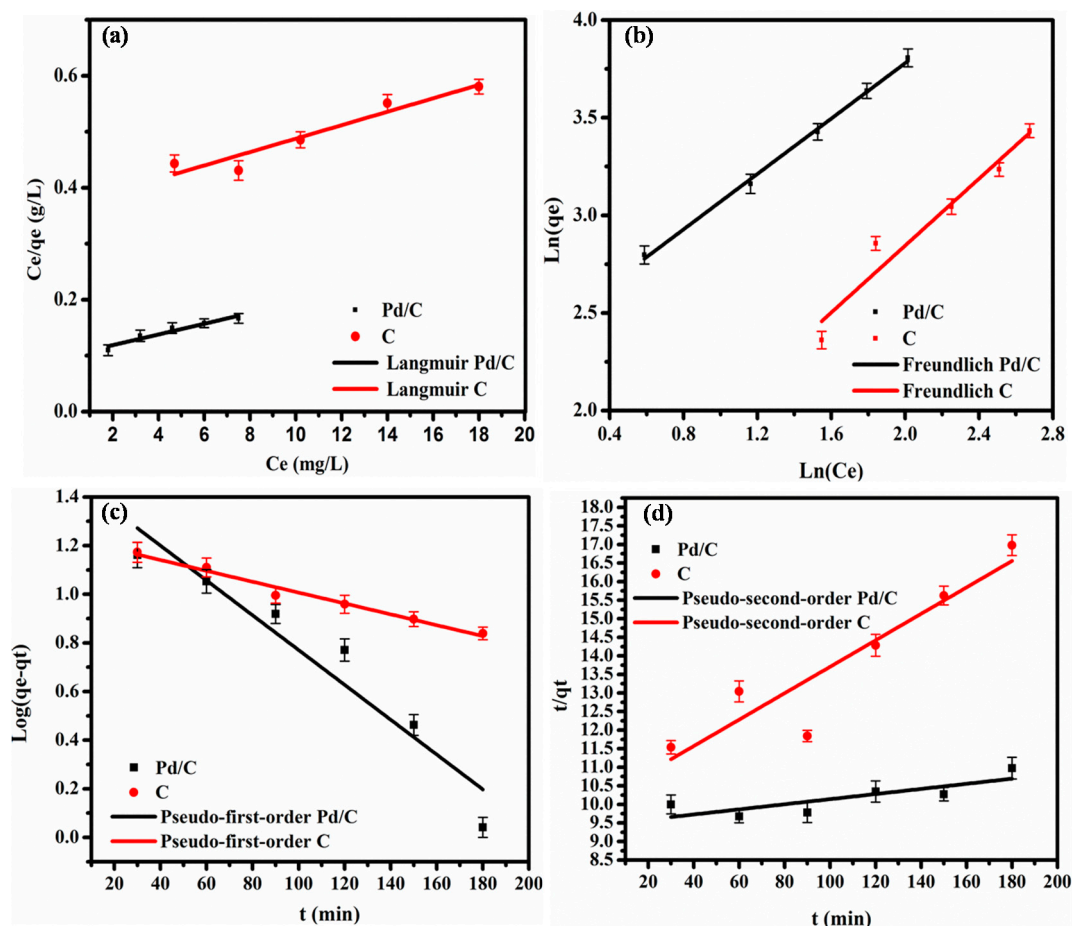 (a)
Ce/qe (g/L)
0.6
0.4
0.2
0.0
Pd/C
C
Langmuir Pd/C
Langmuir C
2 4 6 8 10 12 14 16 18 20
Ce (mg/L)
(b)
Ln(qe)
4.0
3.5
3.0
2.5
2.0
Pd/C
C
Freundlich Pd/C
Freundlich C
0.4 0.8 1.2 1.6 2.0 2.4 2.8
Ln(Ce)
(c)
Log(qe-qt)
1.4
1.2
1.0
0.8
0.6
0.4
0.2
0.0
Pd/C
C
Pseudo-first-order Pd/C
Pseudo-first-order C
20 40 60 80 100 120 140 160 180 200
t (min)
(d)
t/qt
18.0
17.5
17.0
16.5
16.0
15.5
15.0
14.5
14.0
13.5
13.0
12.5
12.0
11.5
11.0
10.5
10.0
9.5
9.0
8.5
Pd/C
C
Pseudo-second-order Pd/C
Pseudo-second-order C
20 40 60 80 100 120 140 160 180 200
t (min)